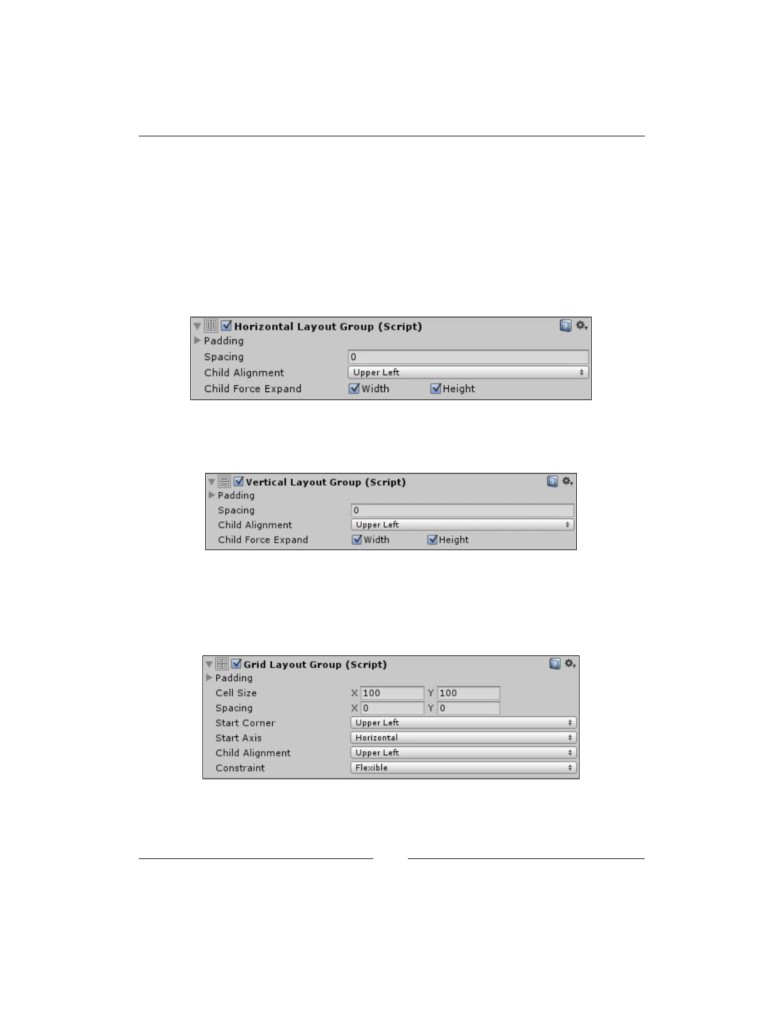 Horizontal Layout Group (Script)
Padding
Spacing 0
Child Alignment Upper Left
Child Force Expand Width Height
Vertical Layout Group (Script)
Padding
Spacing 0
Child Alignment Upper Left
Child Force Expand Width Height
Grid Layout Group (Script)
Padding
Cell Size X 100 Y 100
Spacing X 0 Y 0
Start Corner Upper Left
Start Axis Horizontal
Child Alignment Upper Left
Constraint Flexible